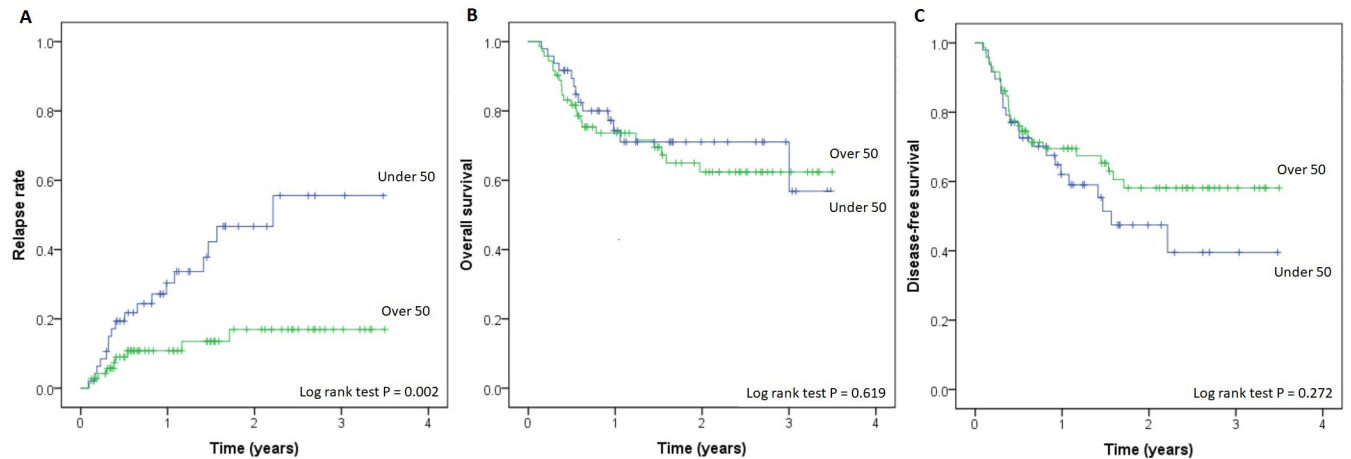 A
Relapse rate
1.0
0.8
0.6
0.4
0.2
0.0
Under 50
Over 50
Log rank test P = 0.002
0 1 2 3 4
Time (years)
B
Overall survival
1.0
0.8
0.6
0.4
0.2
0.0
Over 50
Under 50
Log rank test P = 0.619
0 1 2 3 4
Time (years)
C
Disease-free survival
1.0
0.8
0.6
0.4
0.2
0.0
Over 50
Under 50
Log rank test P = 0.272
0 1 2 3 4
Time (years)